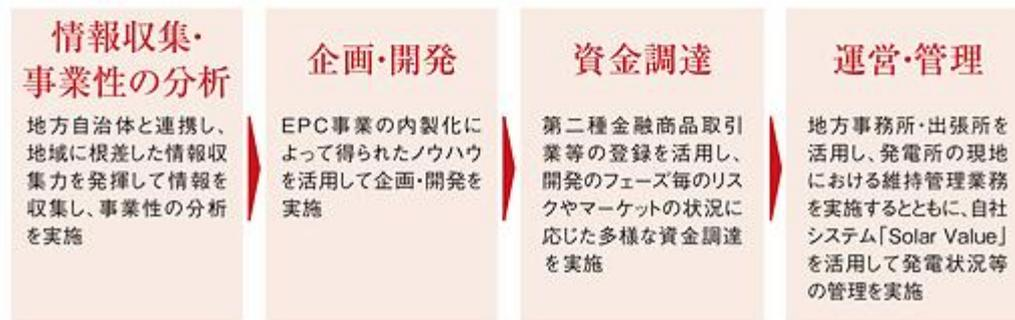 情報収集・
事業性の分析
地方自治体と連携し、
地域に根差した情報収
集力を発揮して情報を
収集し、事業性の分析
を実施
企画・開発
EPC事業の内製化に
よって得られたノウハウ
を活用して企画・開発を
実施
資金調達
第二種金融商品取引
業等の登録を活用し、
開発のフェーズ毎のリス
クやマーケットの状況に
応じた多様な資金調達
を実施
運営・管理
地方事務所・出張所を
活用し、発電所の現地
における維持管理業務
を実施するとともに、自社
システム「Solar Value」
を活用して発電状況等
の管理を実施